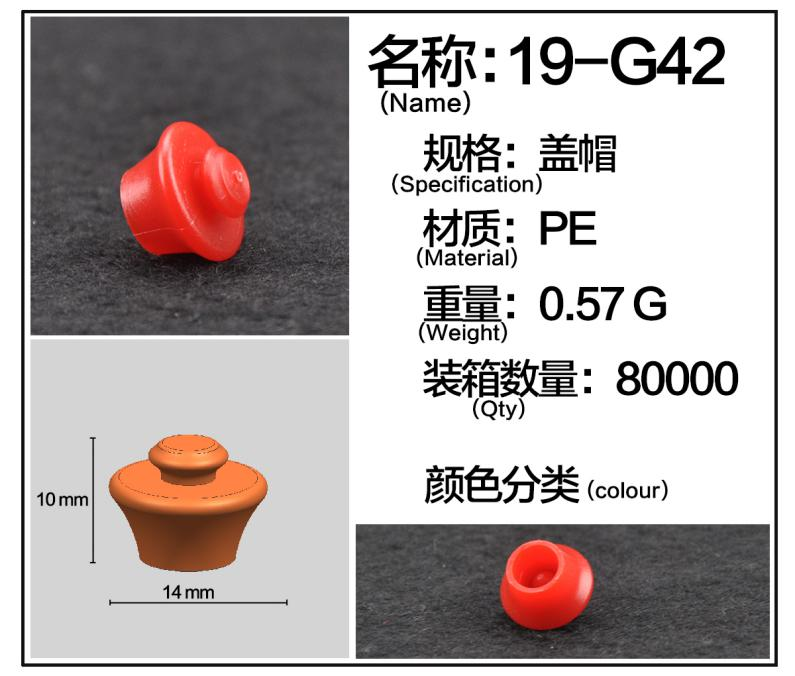 名称：19-G42
(Name)
规格：盖帽
(Specification)
材质：PE
(Material)
重量：0.57 G
(Weight)
装箱数量：80000
(Qty)
颜色分类 (colour)
10 mm
14 mm